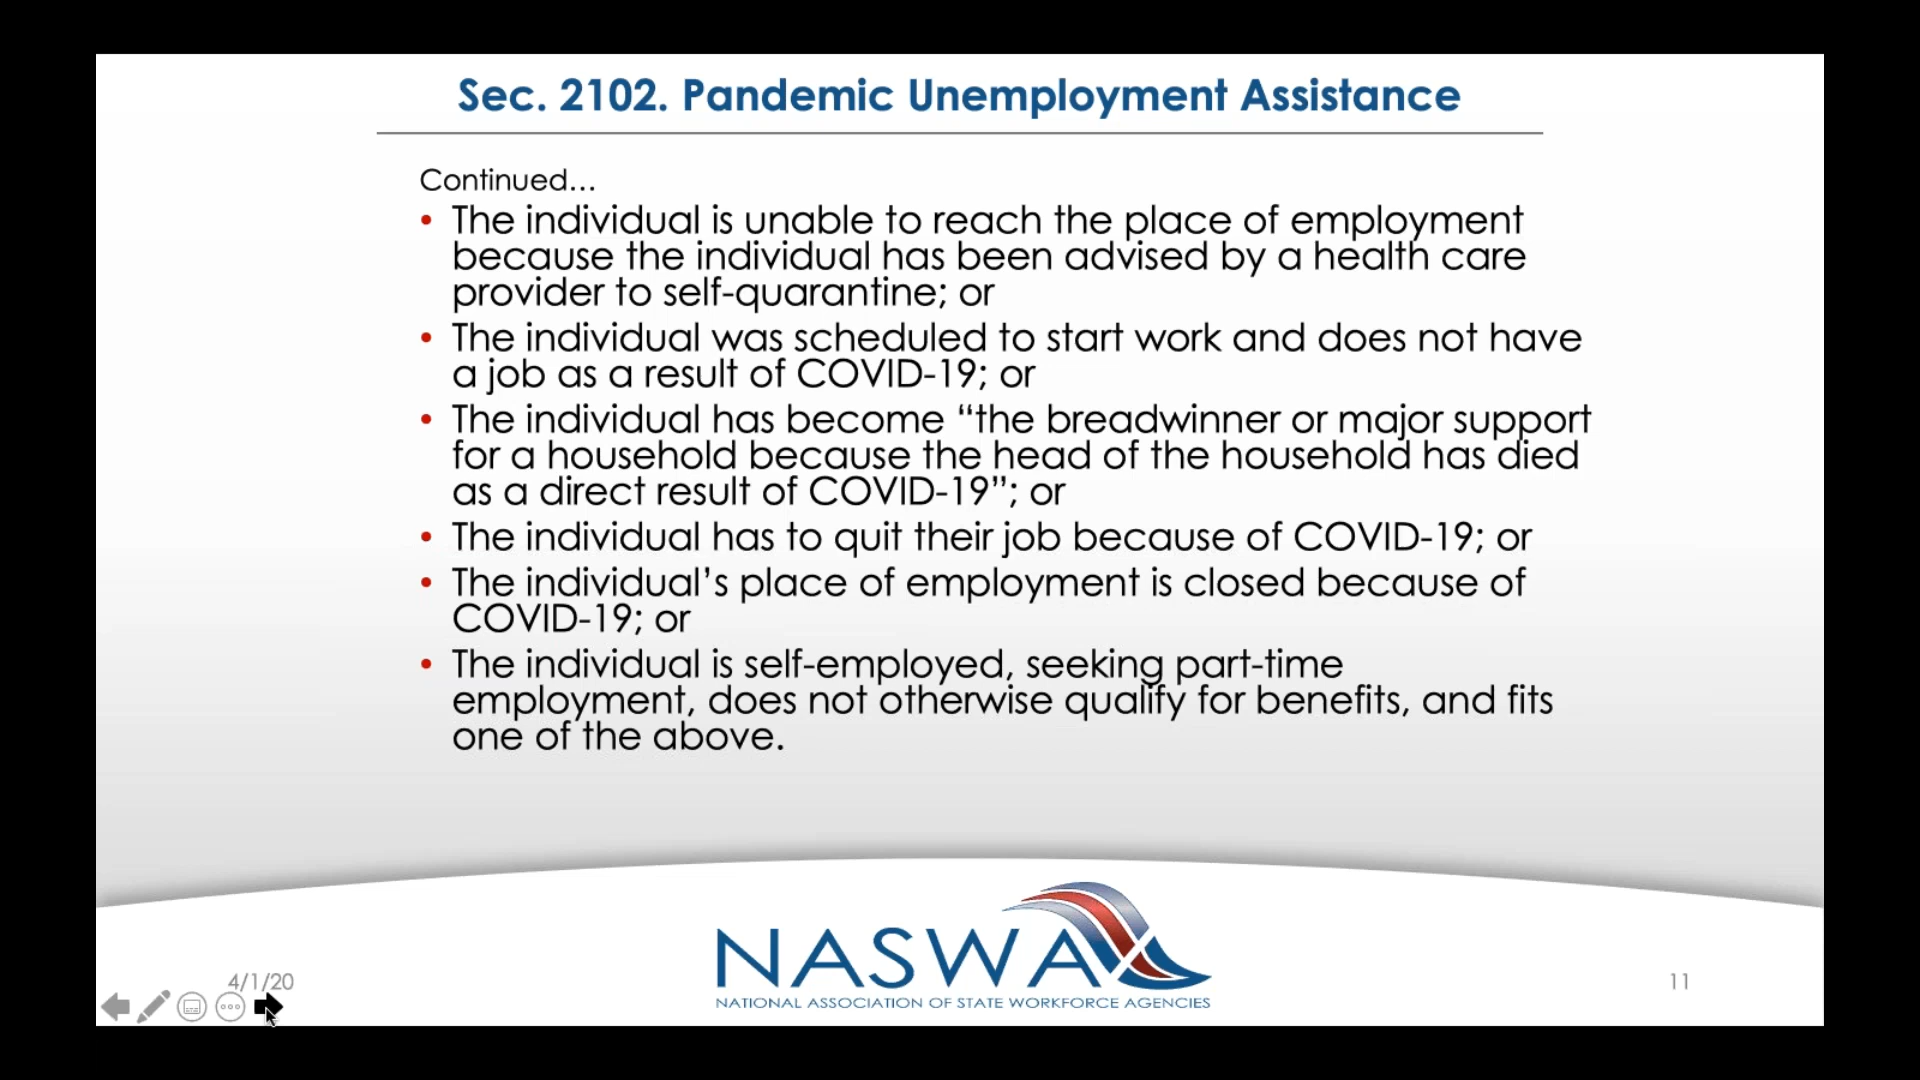 Sec. 2102. Pandemic Unemployment Assistance
Continued...
• The individual is unable to reach the place of employment
because the individual has been advised by a health care
provider to self-quarantine; or
• The individual was scheduled to start work and does not have
a job as a result of COVID-19; or
• The individual has become “the breadwinner or major support
for a household because the head of the household has died
as a direct result of COVID-19”; or
• The individual has to quit their job because of COVID-19; or
• The individual’s place of employment is closed because of
COVID-19; or
• The individual is self-employed, seeking part-time
employment, does not otherwise qualify for benefits, and fits
one of the above.
NASWA
NATIONAL ASSOCIATION OF STATE WORKFORCE AGENCIES
4/1/20
11